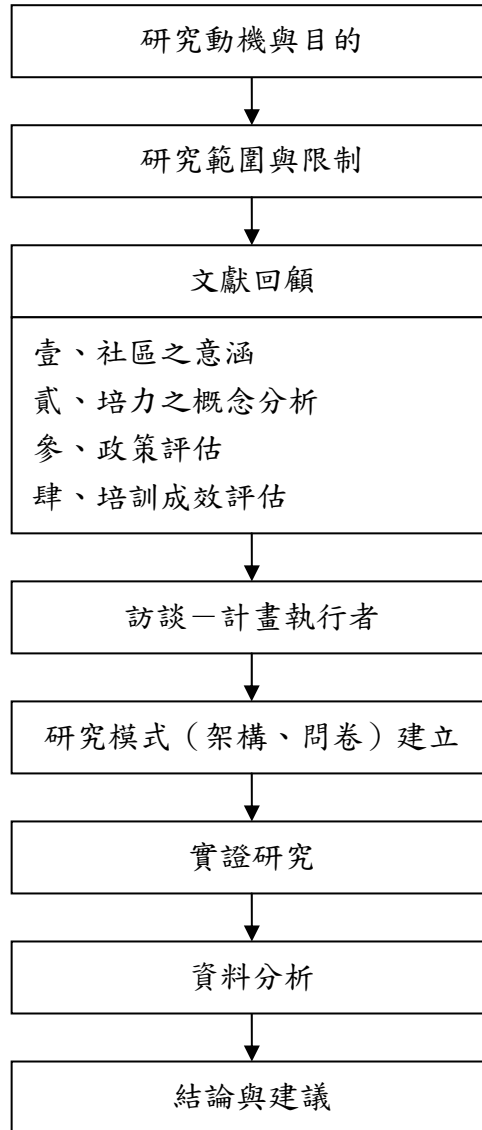 研究動機與目的
研究範圍與限制
文獻回顧
壹、社區之意涵
貳、培力之概念分析
參、政策評估
肆、培訓成效評估
訪談－計畫執行者
研究模式（架構、問卷）建立
實證研究
資料分析
結論與建議